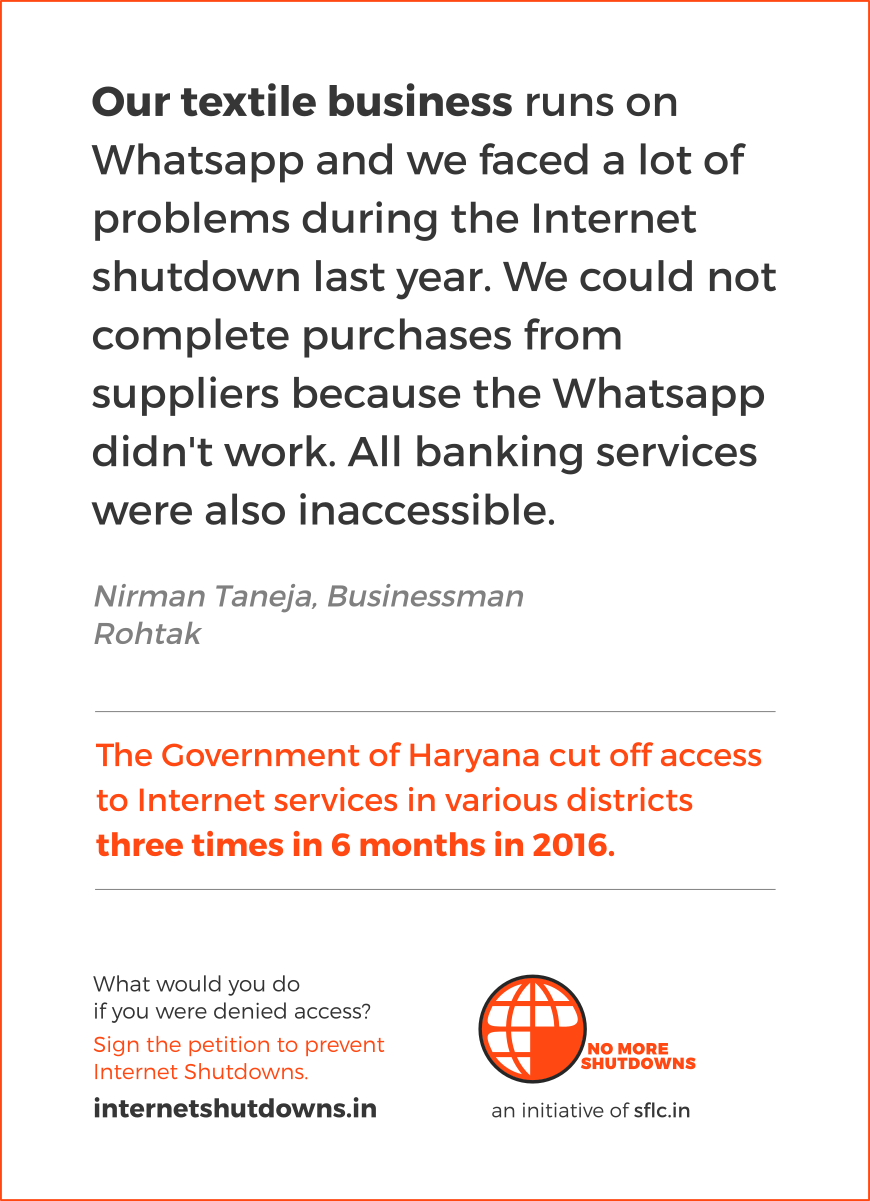 Our textile business runs on
Whatsapp and we faced a lot of
problems during the Internet
shutdown last year. We could not
complete purchases from
suppliers because the Whatsapp
didn't work. All banking services
were also inaccessible.
Nirman Taneja, Businessman
Rohtak
The Government of Haryana cut off access
to Internet services in various districts
three times in 6 months in 2016.
What would you do
if you were denied access?
Sign the petition to prevent
Internet Shutdowns.
internetshutdowns.in
NO MORE
SHUTDOWNS
an initiative of sflc.in